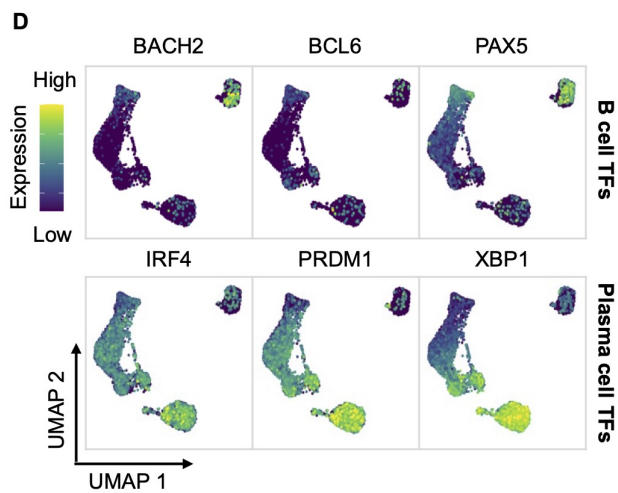 D
BACH2
BCL6
PAX5
High
Expression
Low
B cell TFs
IRF4
PRDM1
XBP1
Plasma cell TFs
UMAP 2
UMAP 1